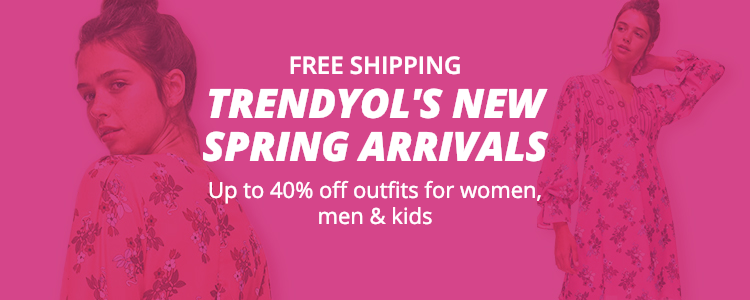 FREE SHIPPING
TRENDYOL'S NEW
SPRING ARRIVALS
Up to 40% off outfits for women,
men & kids